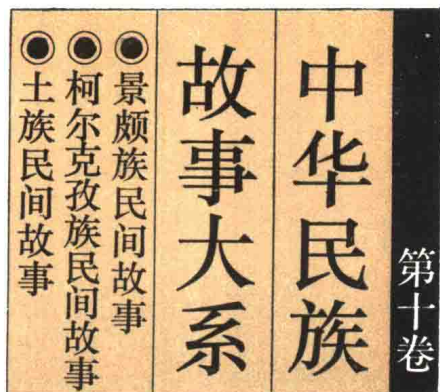 第十卷
中华民族
故事大系
景颇族民间故事
柯尔克孜族民间故事
土族民间故事